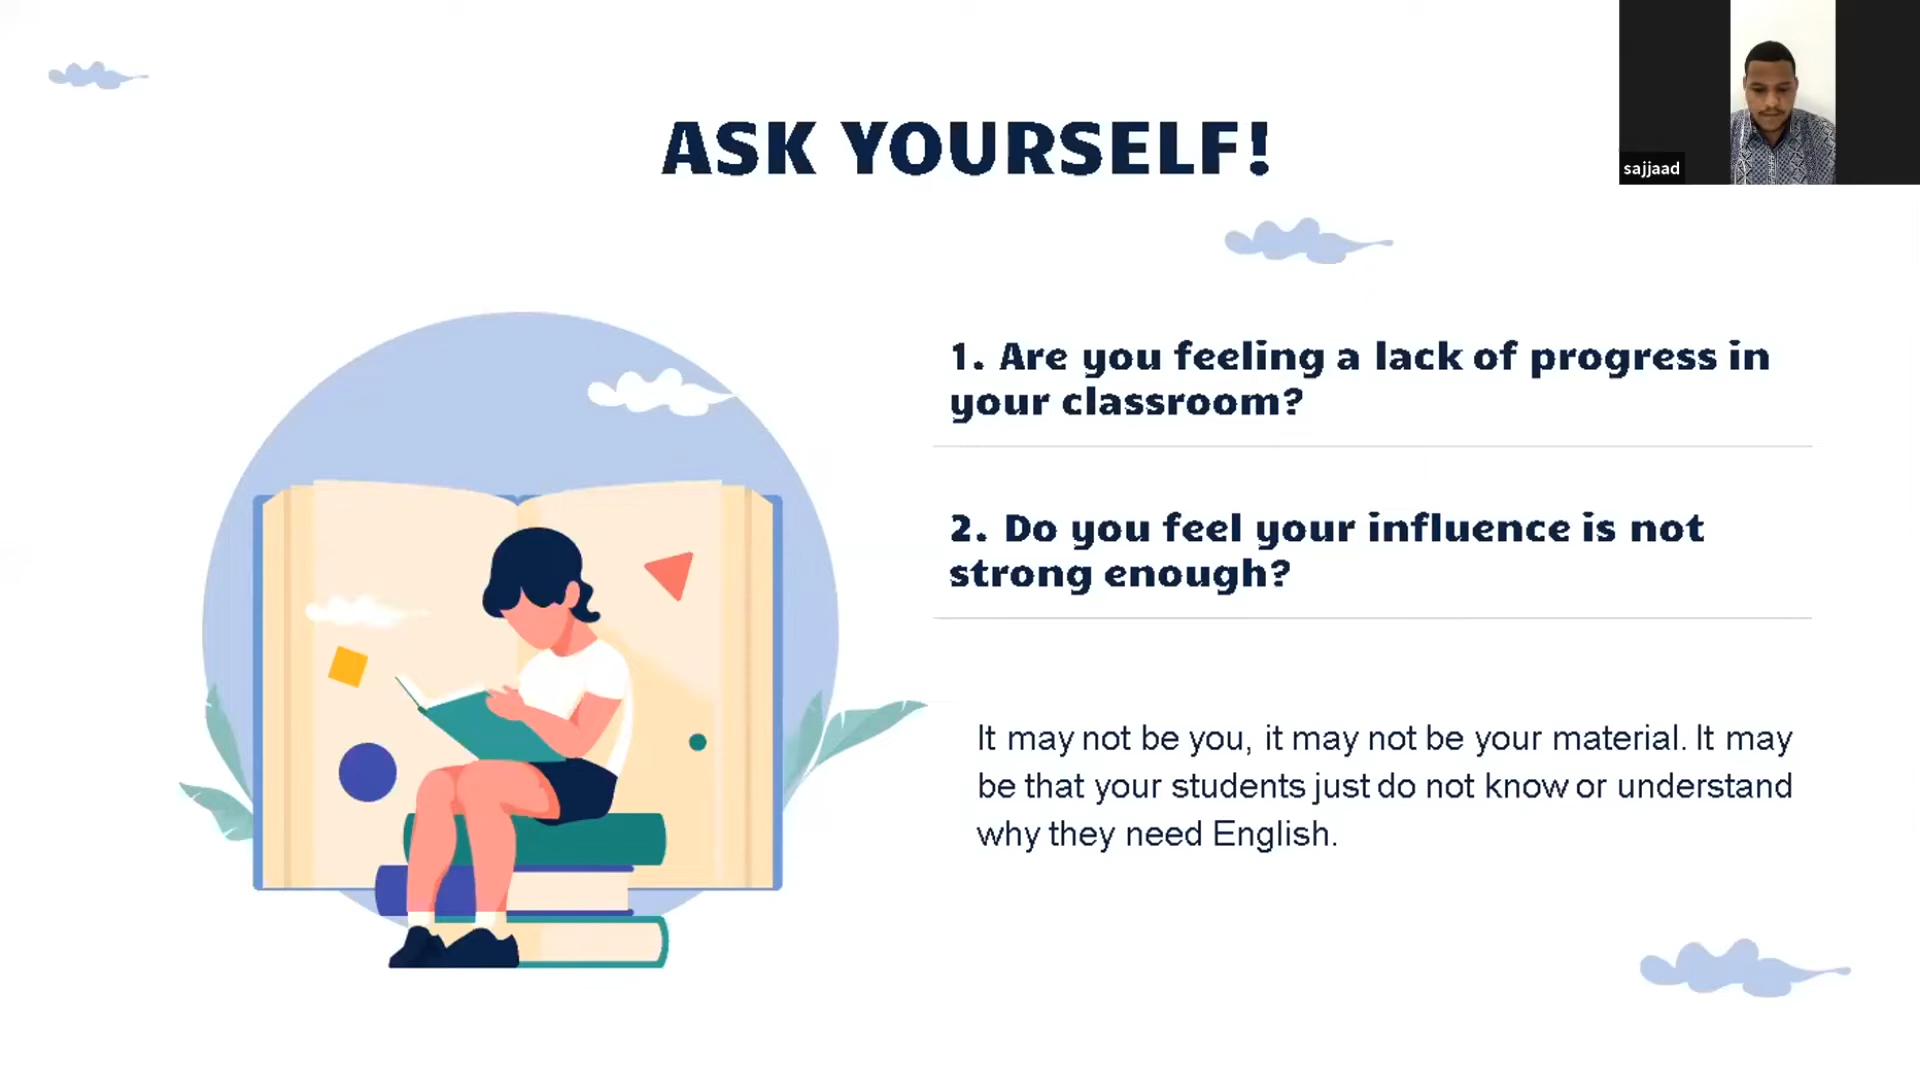 ASK YOURSELF!
sajjaad
1. Are you feeling a lack of progress in
your classroom?
2. Do you feel your influence is not
strong enough?
It may not be you, it may not be your material. It may
be that your students just do not know or understand
why they need English.